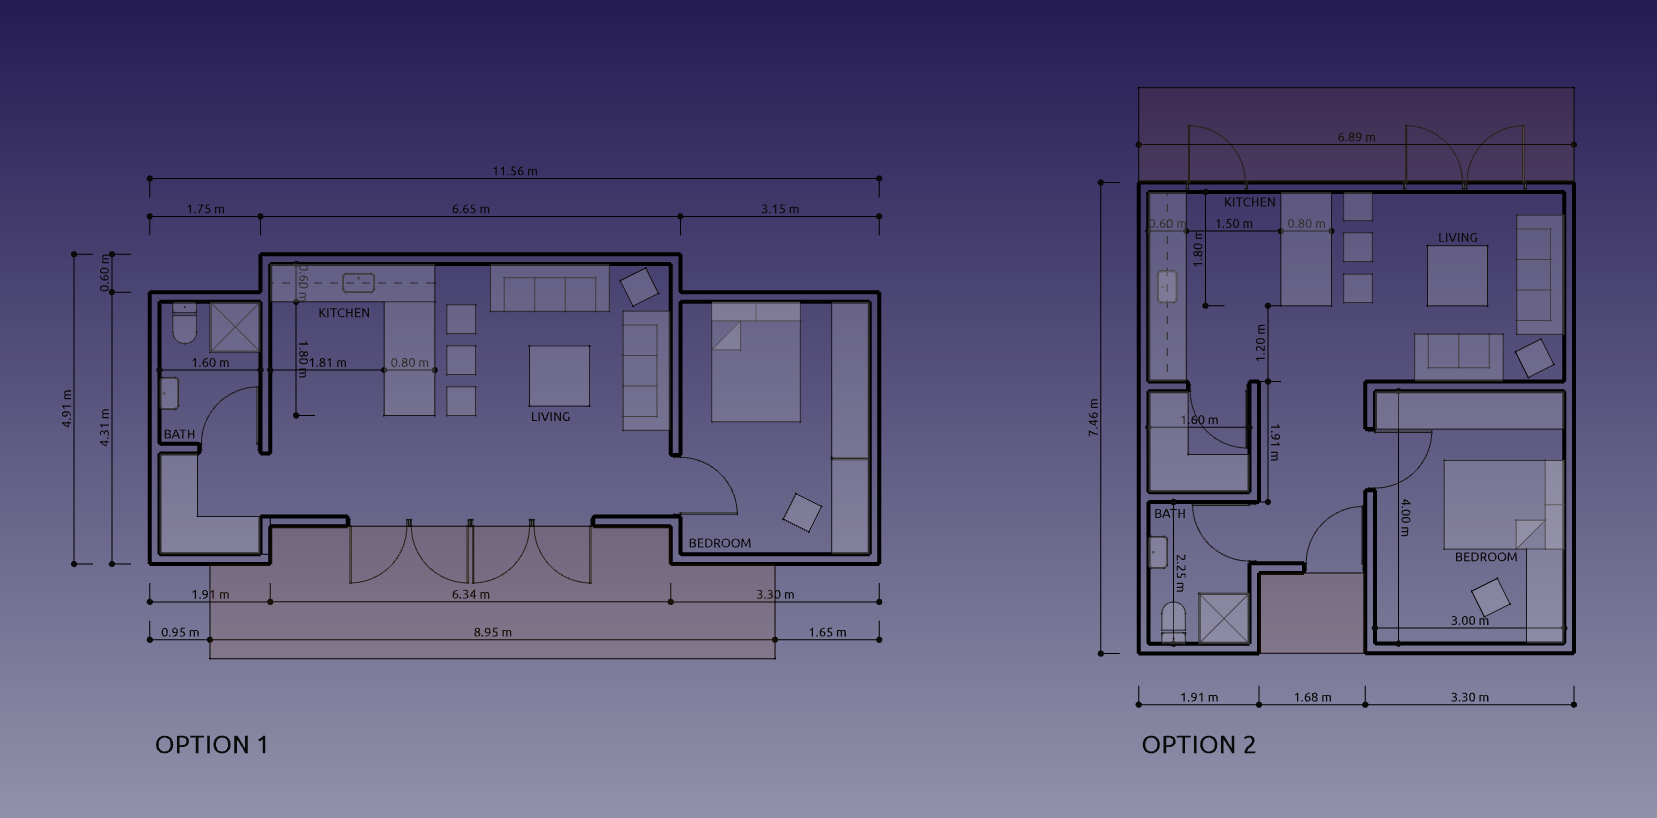 11.56 m
1.75 m
6.65 m
3.15 m
0.60 m
4.91 m
4.31 m
0.60 m
KITCHEN
1.80 m
1.60 m
1.81 m
0.80 m
LIVING
BATH
BEDROOM
1.91 m
6.34 m
3.30 m
0.95 m
8.95 m
1.65 m
OPTION 1
6.89 m
KITCHEN
0.60 m
1.50 m
0.80 m
LIVING
1.80 m
1.20 m
7.46 m
1.60 m
1.91 m
BATH
4.00 m
BEDROOM
2.25 m
3.00 m
1.91 m
1.68 m
3.30 m
OPTION 2